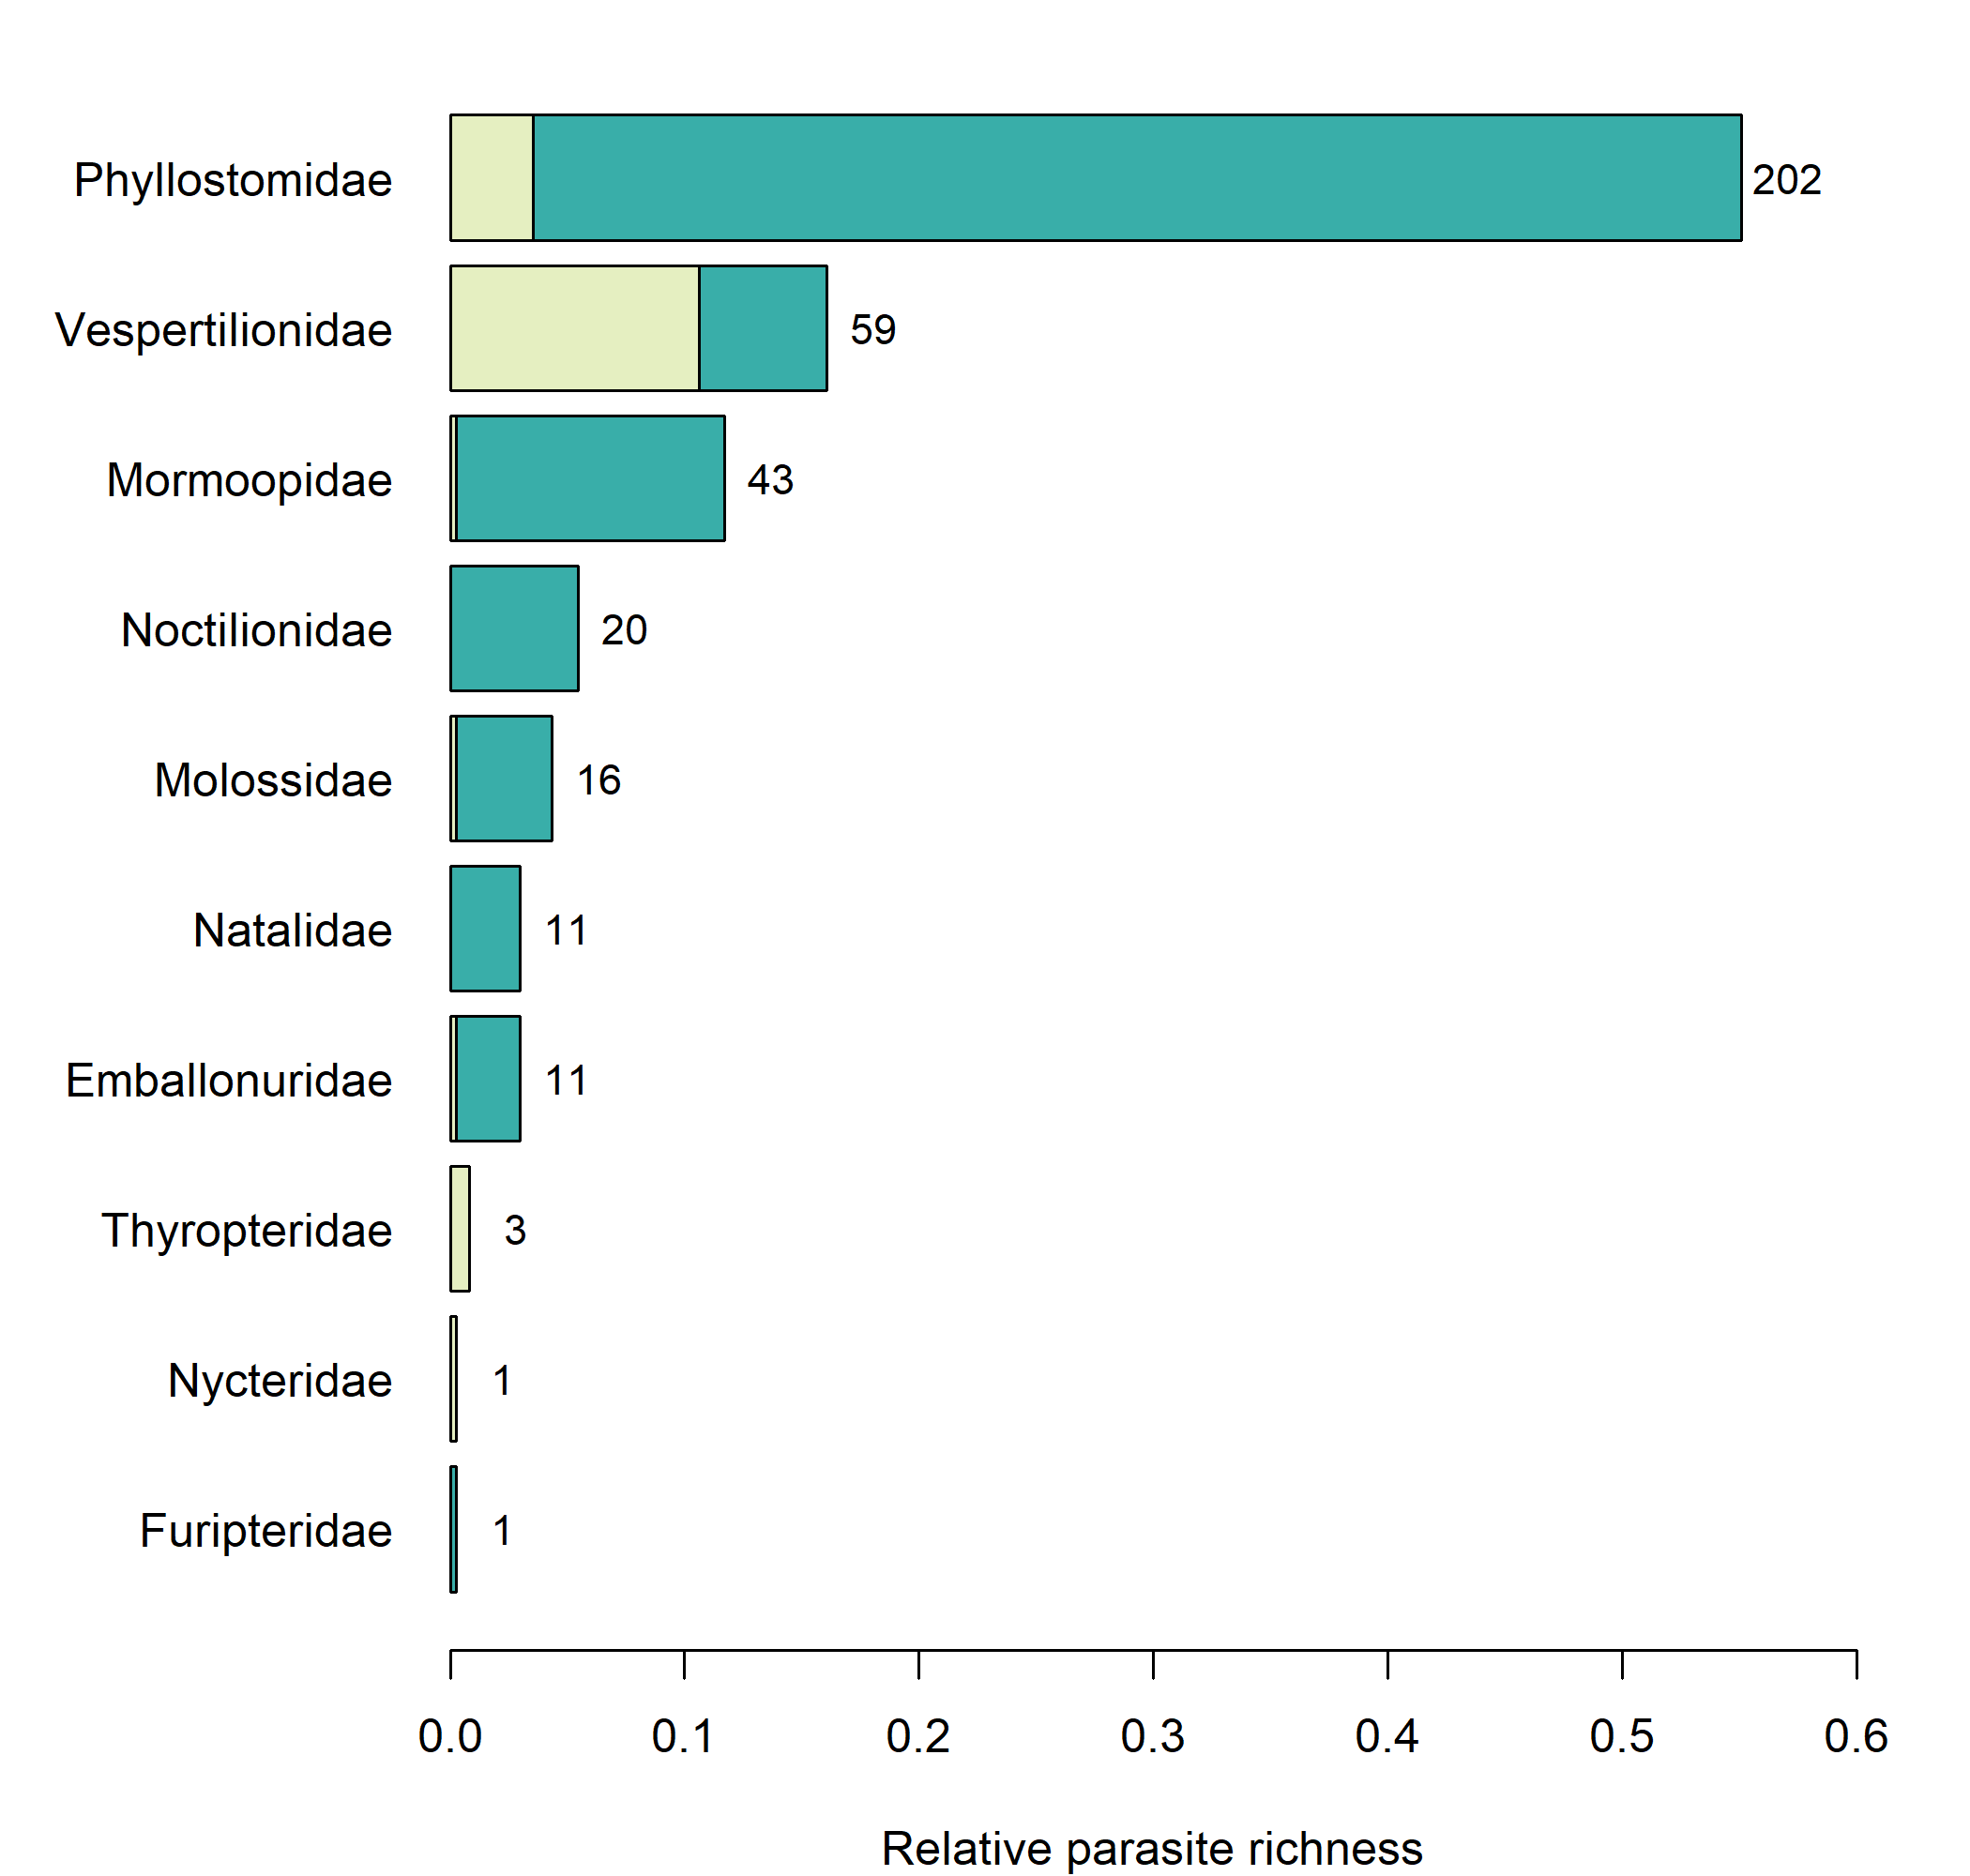 Phyllostomidae 202
Vespertilionidae 59
Mormoopidae 43
Noctilionidae 20
Molossidae 16
Natalidae 11
Emballonuridae 11
Thyropteridae 3
Nycteridae 1
Furipteridae 1
0.0 0.1 0.2 0.3 0.4 0.5 0.6
Relative parasite richness